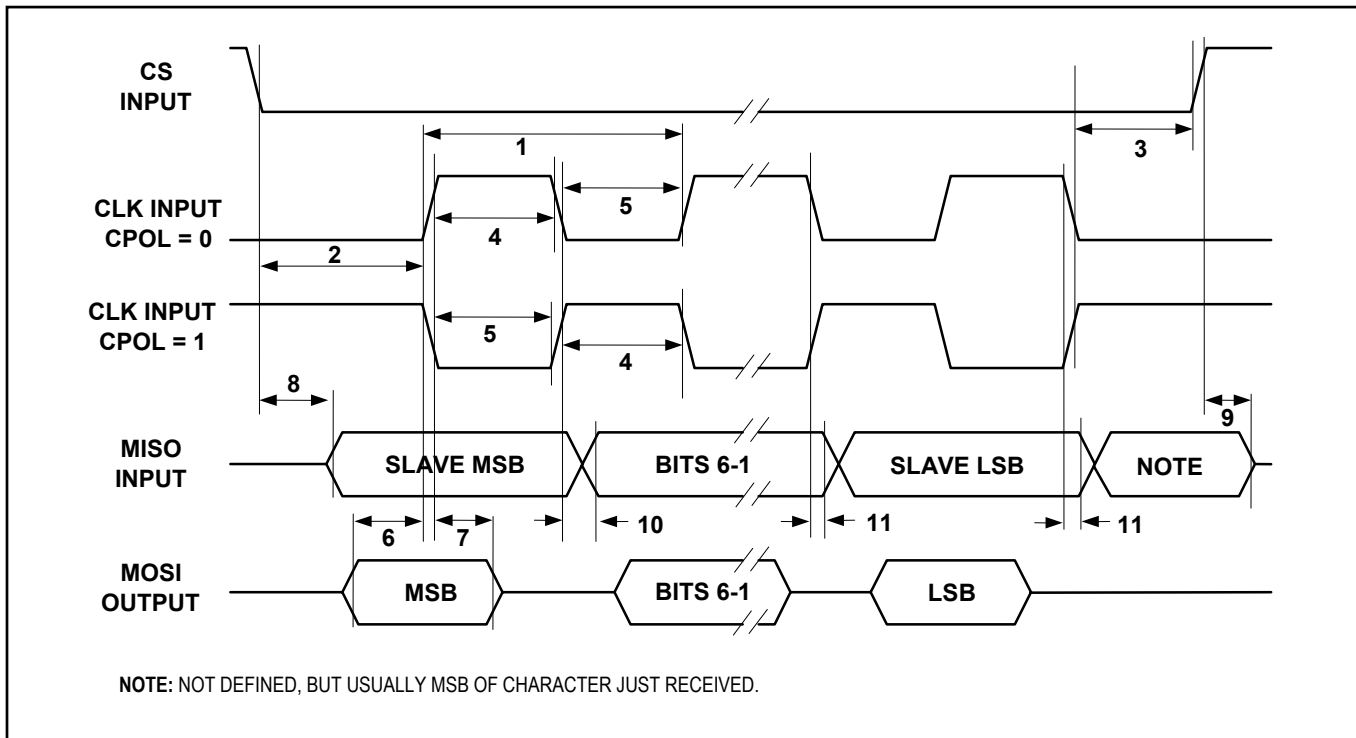 CS
INPUT
1
3
CLK INPUT
CPOL = 0
5
4
2
CLK INPUT
CPOL = 1
5
4
8
9
MISO
INPUT
SLAVE MSB
BITS 6-1
SLAVE LSB
NOTE
6
7
10
11
11
MOSI
OUTPUT
MSB
BITS 6-1
LSB
NOTE: NOT DEFINED, BUT USUALLY MSB OF CHARACTER JUST RECEIVED.